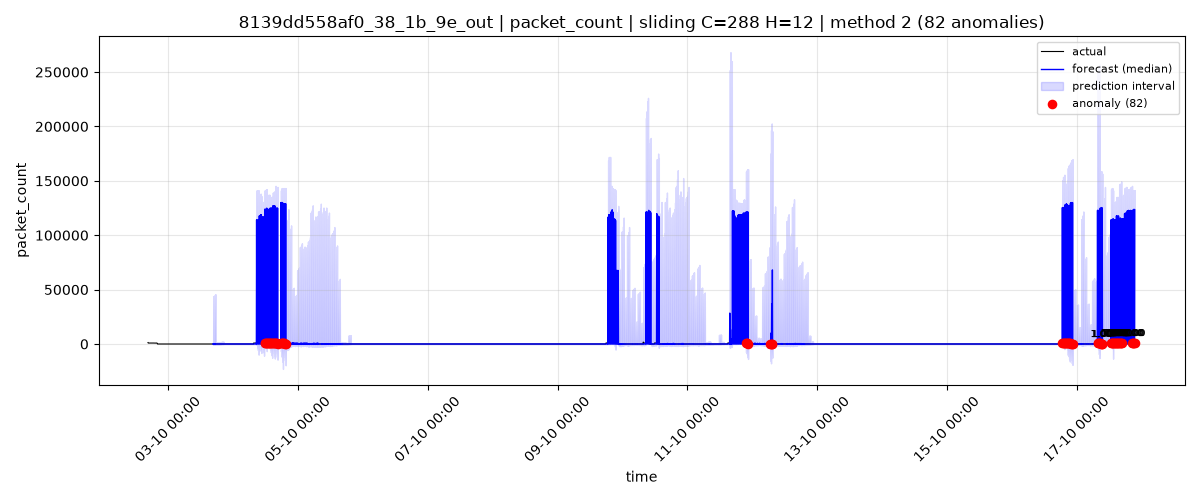 8139dd558af0_38_1b_9e_out | packet_count | sliding C=288 H=12 | method 2 (82 anomalies)
actual
forecast (median)
prediction interval
anomaly (82)
packet_count
250000
200000
150000
100000
50000
0
03-10 00:00
05-10 00:00
07-10 00:00
09-10 00:00
11-10 00:00
13-10 00:00
15-10 00:00
17-10 00:00
time